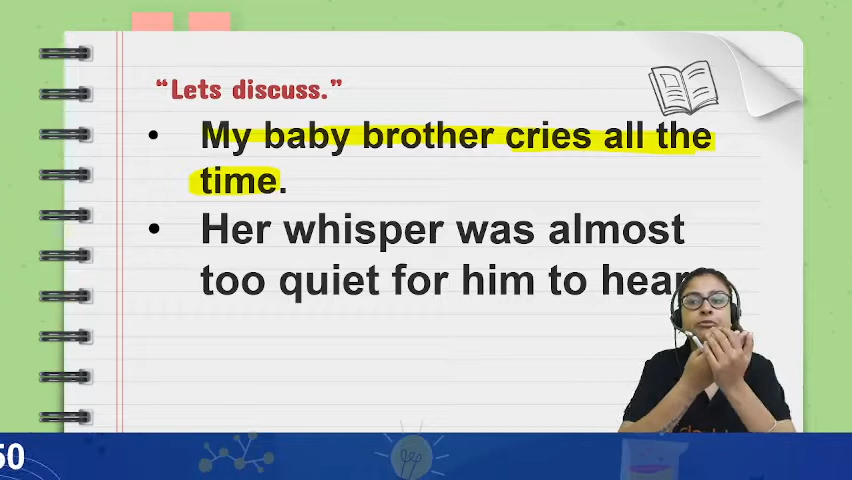 “Lets discuss.”
• My baby brother cries all the
time.
• Her whisper was almost
too quiet for him to hear
50